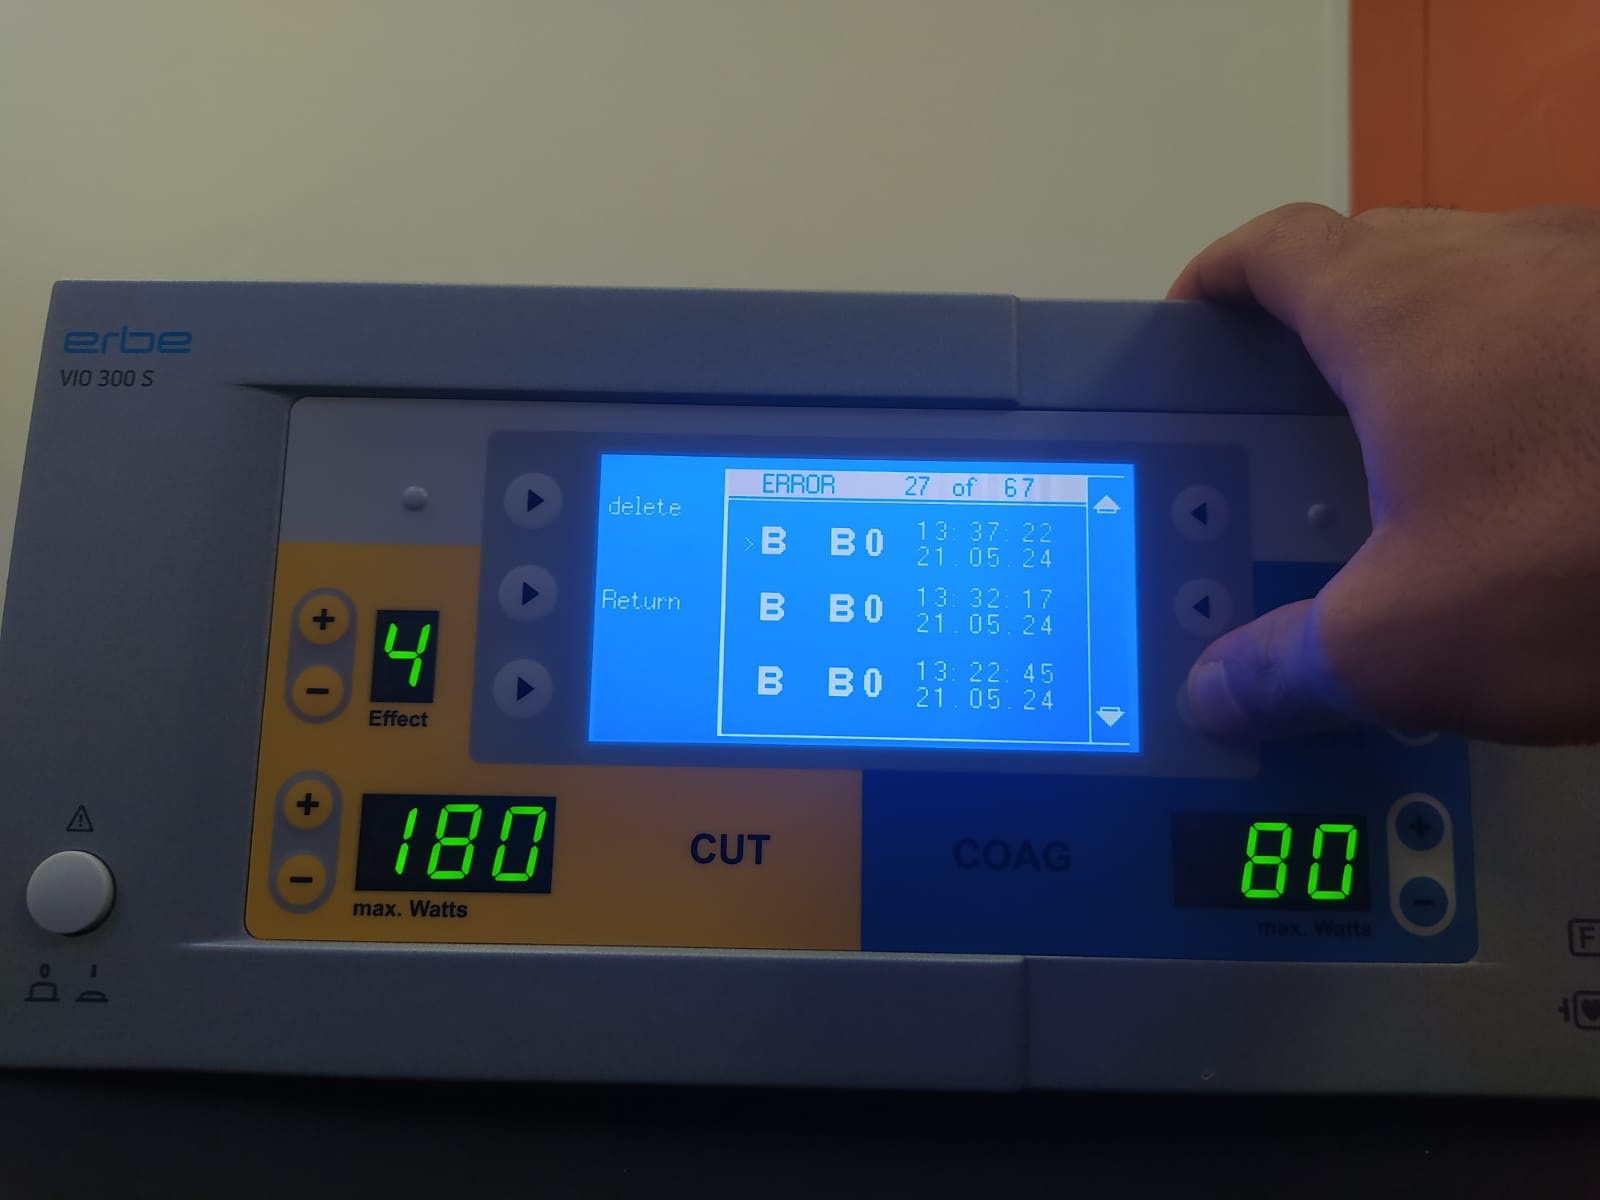 erbe
VIO 300 S
ERROR 27 of 67
delete
B B0 13:37:22
21.05.24
Return
B B0 13:32:17
21.05.24
B B0 13:22:45
21.05.24
+
4
-
Effect
+
180
-
max. Watts
CUT
COAG
80
+
-
max. Watts
0 I
F